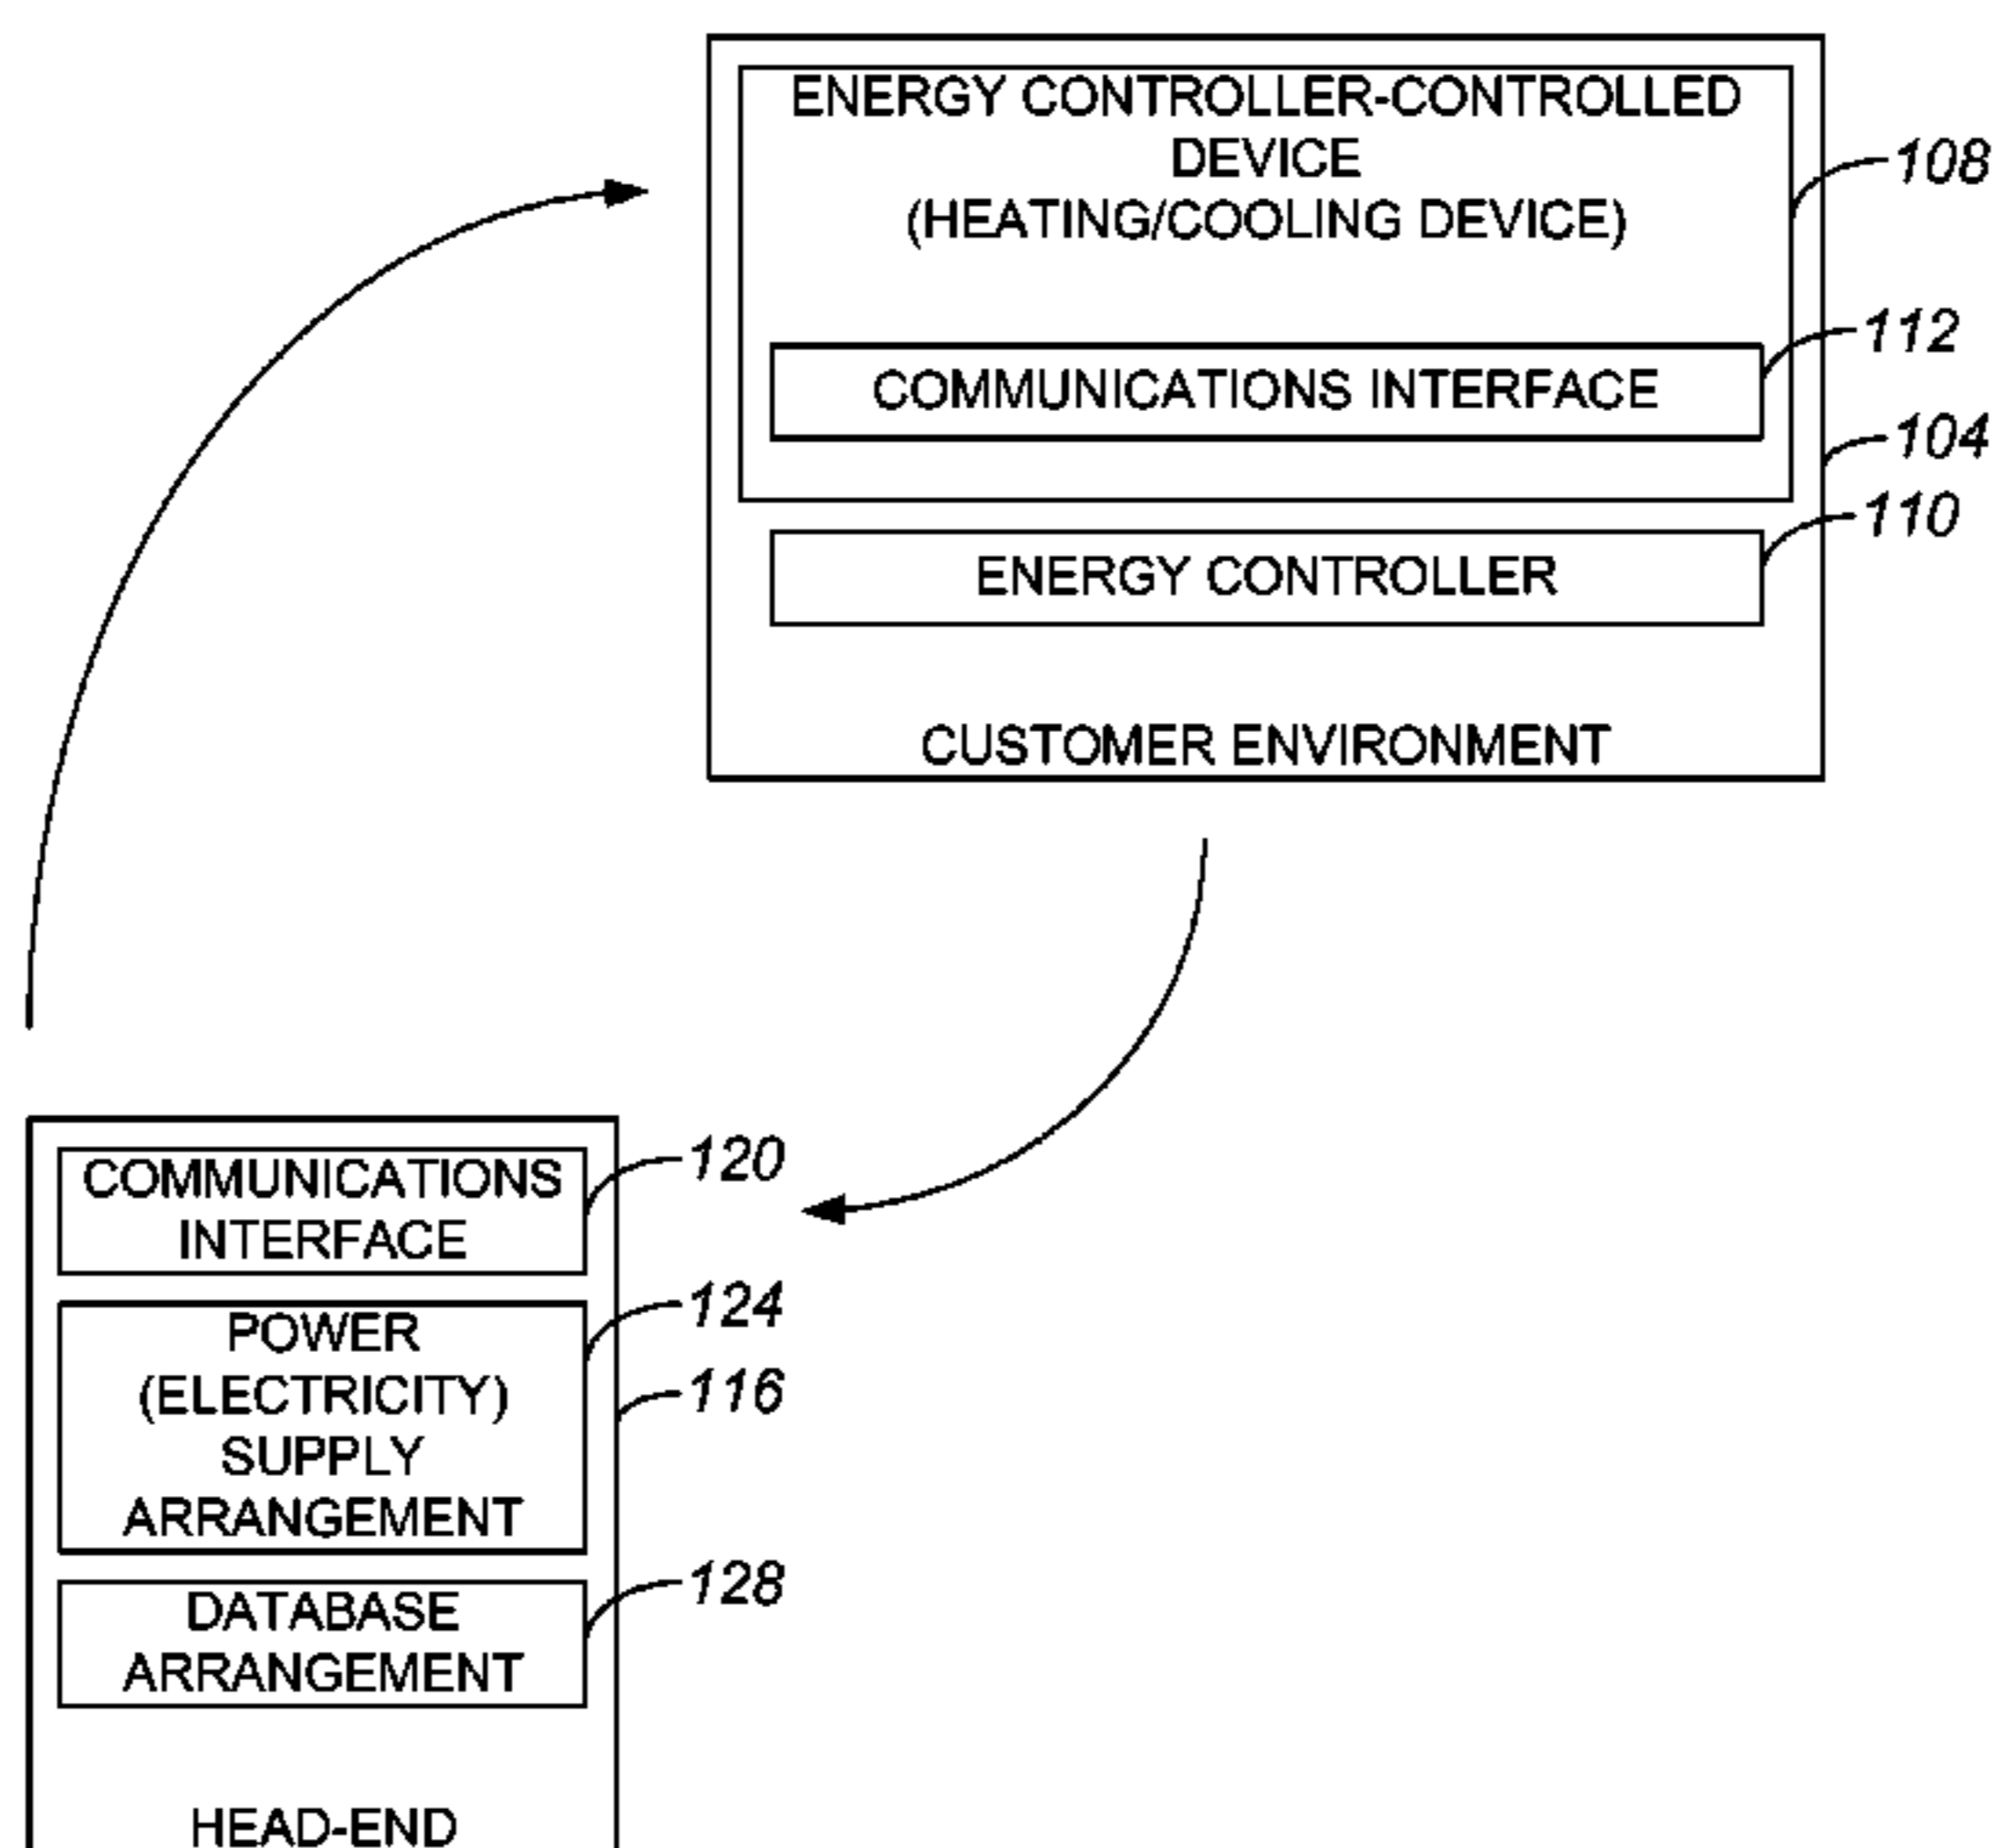 ENERGY CONTROLLER-CONTROLLED
DEVICE
(HEATING/COOLING DEVICE)
108
112
COMMUNICATIONS INTERFACE
104
110
ENERGY CONTROLLER
CUSTOMER ENVIRONMENT
120
COMMUNICATIONS
INTERFACE
124
POWER
(ELECTRICITY)
SUPPLY
ARRANGEMENT
116
128
DATABASE
ARRANGEMENT
HEAD-END